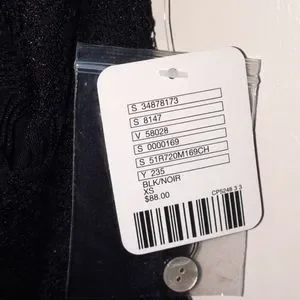 S 34878173
S 8147
V 58028
S 0000169
S 51R720M169CH
Y 235
BLK/NOIR
XS
$88.00
CP5248 3 3